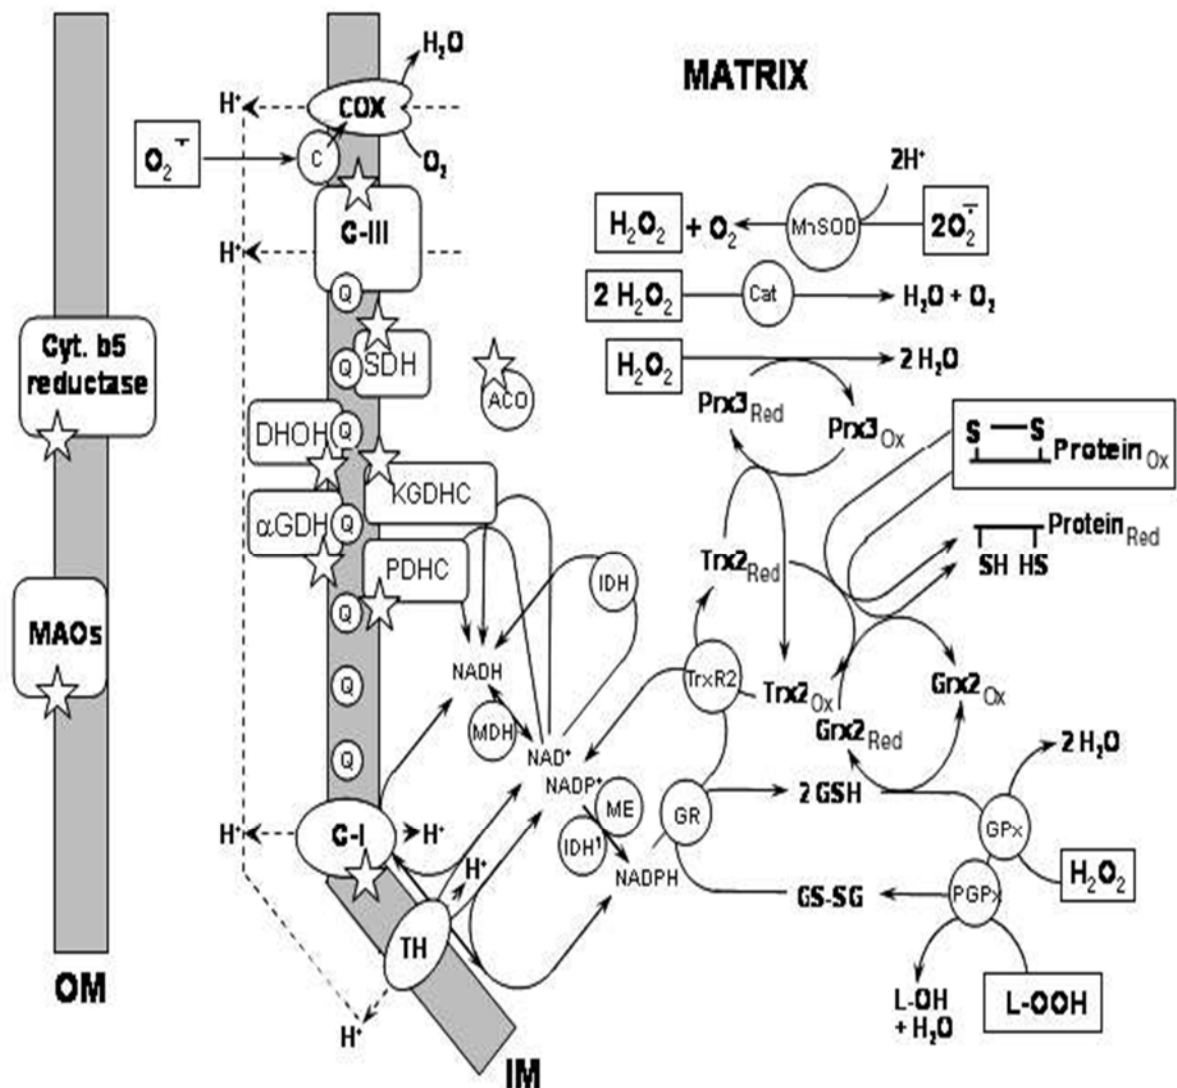 MATRIX
H₂O
H⁺
COX
O₂⁻
C
O₂
2H⁺
H₂O₂ + O₂
MnSOD
2O₂⁻
C-III
H⁺
Q
2 H₂O₂
Cat
H₂O + O₂
Cyt. b5
reductase
SDH
Q
ACO
H₂O₂
2 H₂O
Prx3Red
Prx3Ox
DHOH
Q
S S
ProteinOx
KGDHC
αGDH
Q
ProteinRed
SH HS
PDHC
IDH
Trx2Red
MAOs
Q
NADH
TrxR2
Trx2Ox
Grx2Ox
Q
MDH
Grx2Red
NAD⁺
2 H₂O
Q
NADP⁺
ME
GR
2 GSH
GPx
H⁺
C-I
H⁺
IDH¹
H⁺
NADPH
H₂O₂
GS-SG
PGPx
TH
OM
L-OH
+ H₂O
L-OOH
H⁺
IM